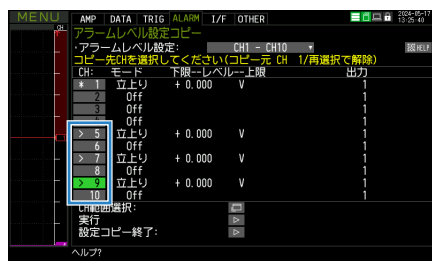 MENU AMP DATA TRIG ALARM I/F OTHER 2024-05-17
13:25:40
CH アラームレベル設定コピー
･アラームレベル設定: CH1 - CH10 HELP
コピー先CHを選択してください(コピー元 CH 1/再選択で解除)
CH: モード 下限--レベル--上限 出力
* 1 立上り + 0.000 V 1
2 Off 1
3 Off 1
Off 1
> 5 立上り + 0.000 V 1
6 Off 1
> 7 立上り + 0.000 V 1
8 Off 1
> 9 立上り + 0.000 V 1
10 Off 1
CH範囲選択:
実行
設定コピー終了:
ヘルプ?